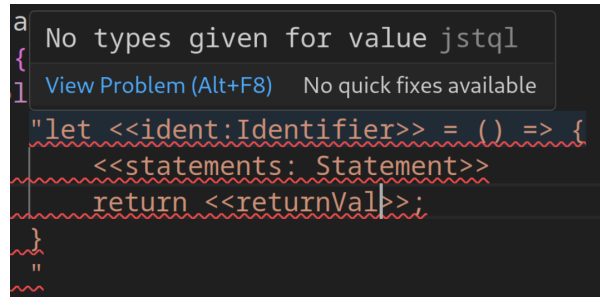 a
No types given for value jstql
{
View Problem (Alt+F8) No quick fixes available
l
"let <<ident:Identifier>> = () => {
<<statements: Statement>>
return <<returnVal>>;
}
"